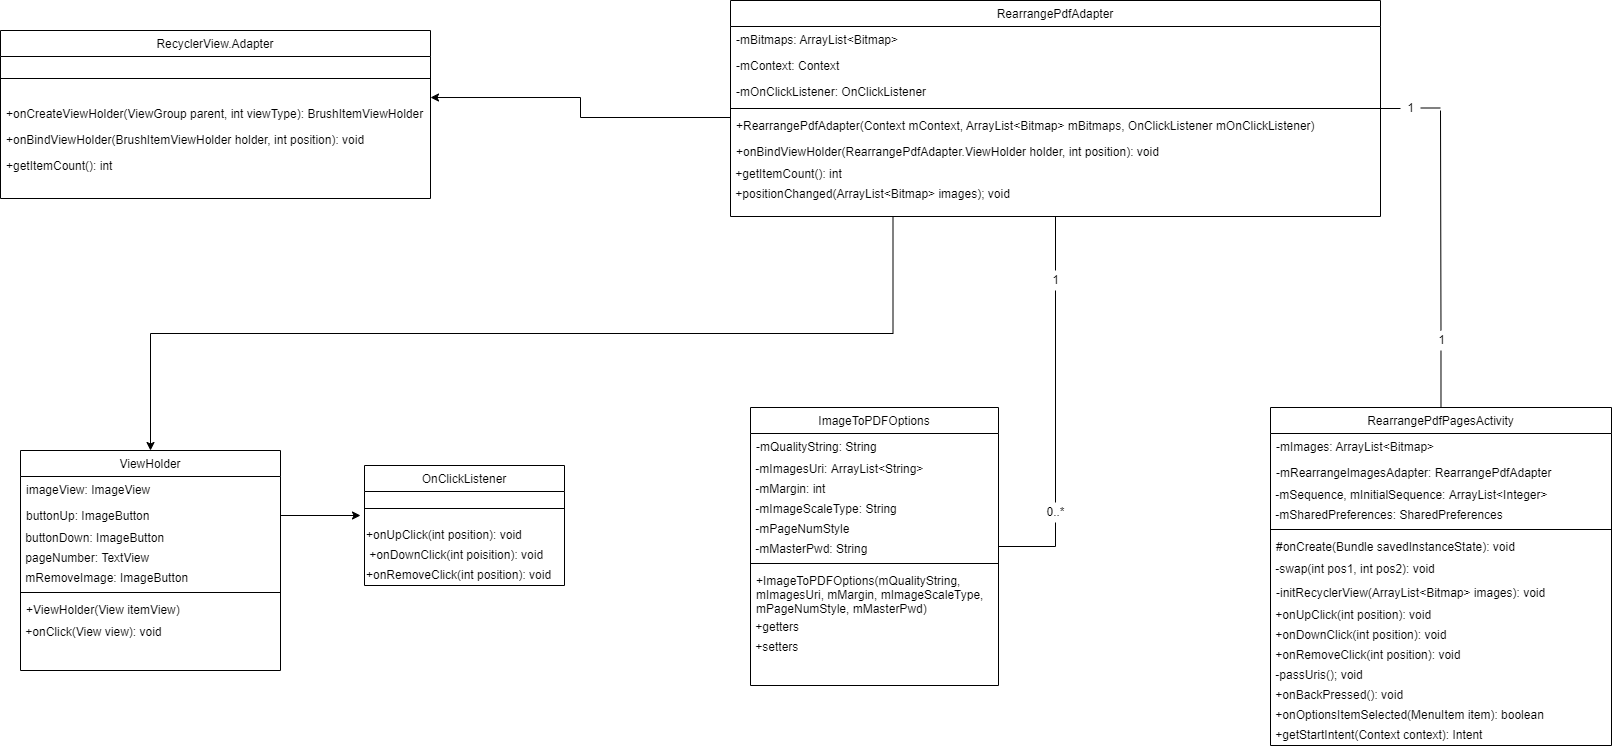 RecyclerView.Adapter
+onCreateViewHolder(ViewGroup parent, int viewType): BrushItemViewHolder
+onBindViewHolder(BrushItemViewHolder holder, int position): void
+getItemCount(): int
RearrangePdfAdapter
-mBitmaps: ArrayList<Bitmap>
-mContext: Context
-mOnClickListener: OnClickListener
+RearrangePdfAdapter(Context mContext, ArrayList<Bitmap> mBitmaps, OnClickListener mOnClickListener)
+onBindViewHolder(RearrangePdfAdapter.ViewHolder holder, int position): void
+getItemCount(): int
+positionChanged(ArrayList<Bitmap> images); void
1
1
1
0..*
ViewHolder
imageView: ImageView
buttonUp: ImageButton
buttonDown: ImageButton
pageNumber: TextView
mRemoveImage: ImageButton
+ViewHolder(View itemView)
+onClick(View view): void
OnClickListener
+onUpClick(int position): void
+onDownClick(int poisition): void
+onRemoveClick(int position): void
ImageToPDFOptions
-mQualityString: String
-mImagesUri: ArrayList<String>
-mMargin: int
-mImageScaleType: String
-mPageNumStyle
-mMasterPwd: String
+ImageToPDFOptions(mQualityString,
mImagesUri, mMargin, mImageScaleType,
mPageNumStyle, mMasterPwd)
+getters
+setters
RearrangePdfPagesActivity
-mImages: ArrayList<Bitmap>
-mRearrangeImagesAdapter: RearrangePdfAdapter
-mSequence, mInitialSequence: ArrayList<Integer>
-mSharedPreferences: SharedPreferences
#onCreate(Bundle savedInstanceState): void
-swap(int pos1, int pos2): void
-initRecyclerView(ArrayList<Bitmap> images): void
+onUpClick(int position): void
+onDownClick(int position): void
+onRemoveClick(int position): void
-passUris(); void
+onBackPressed(): void
+onOptionsItemSelected(MenuItem item): boolean
+getStartIntent(Context context): Intent